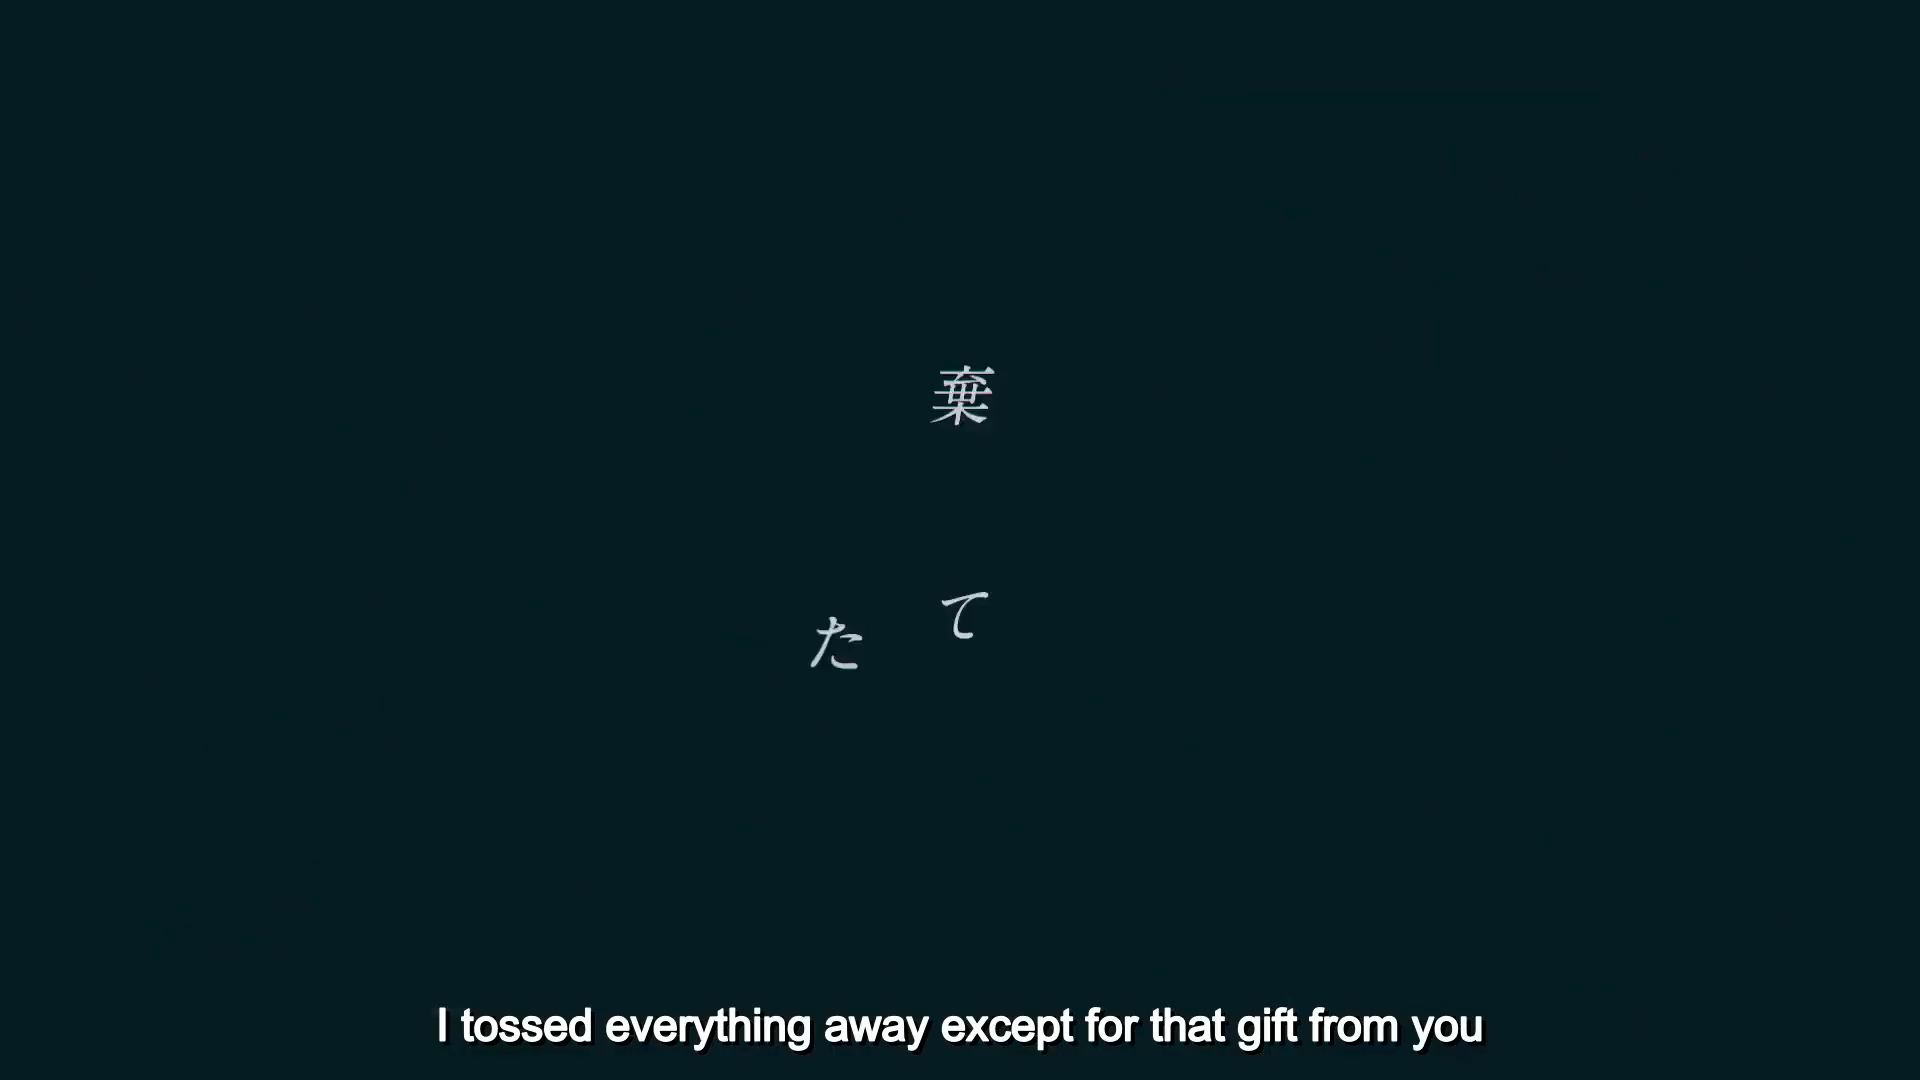 棄て
た
I tossed everything away except for that gift from you